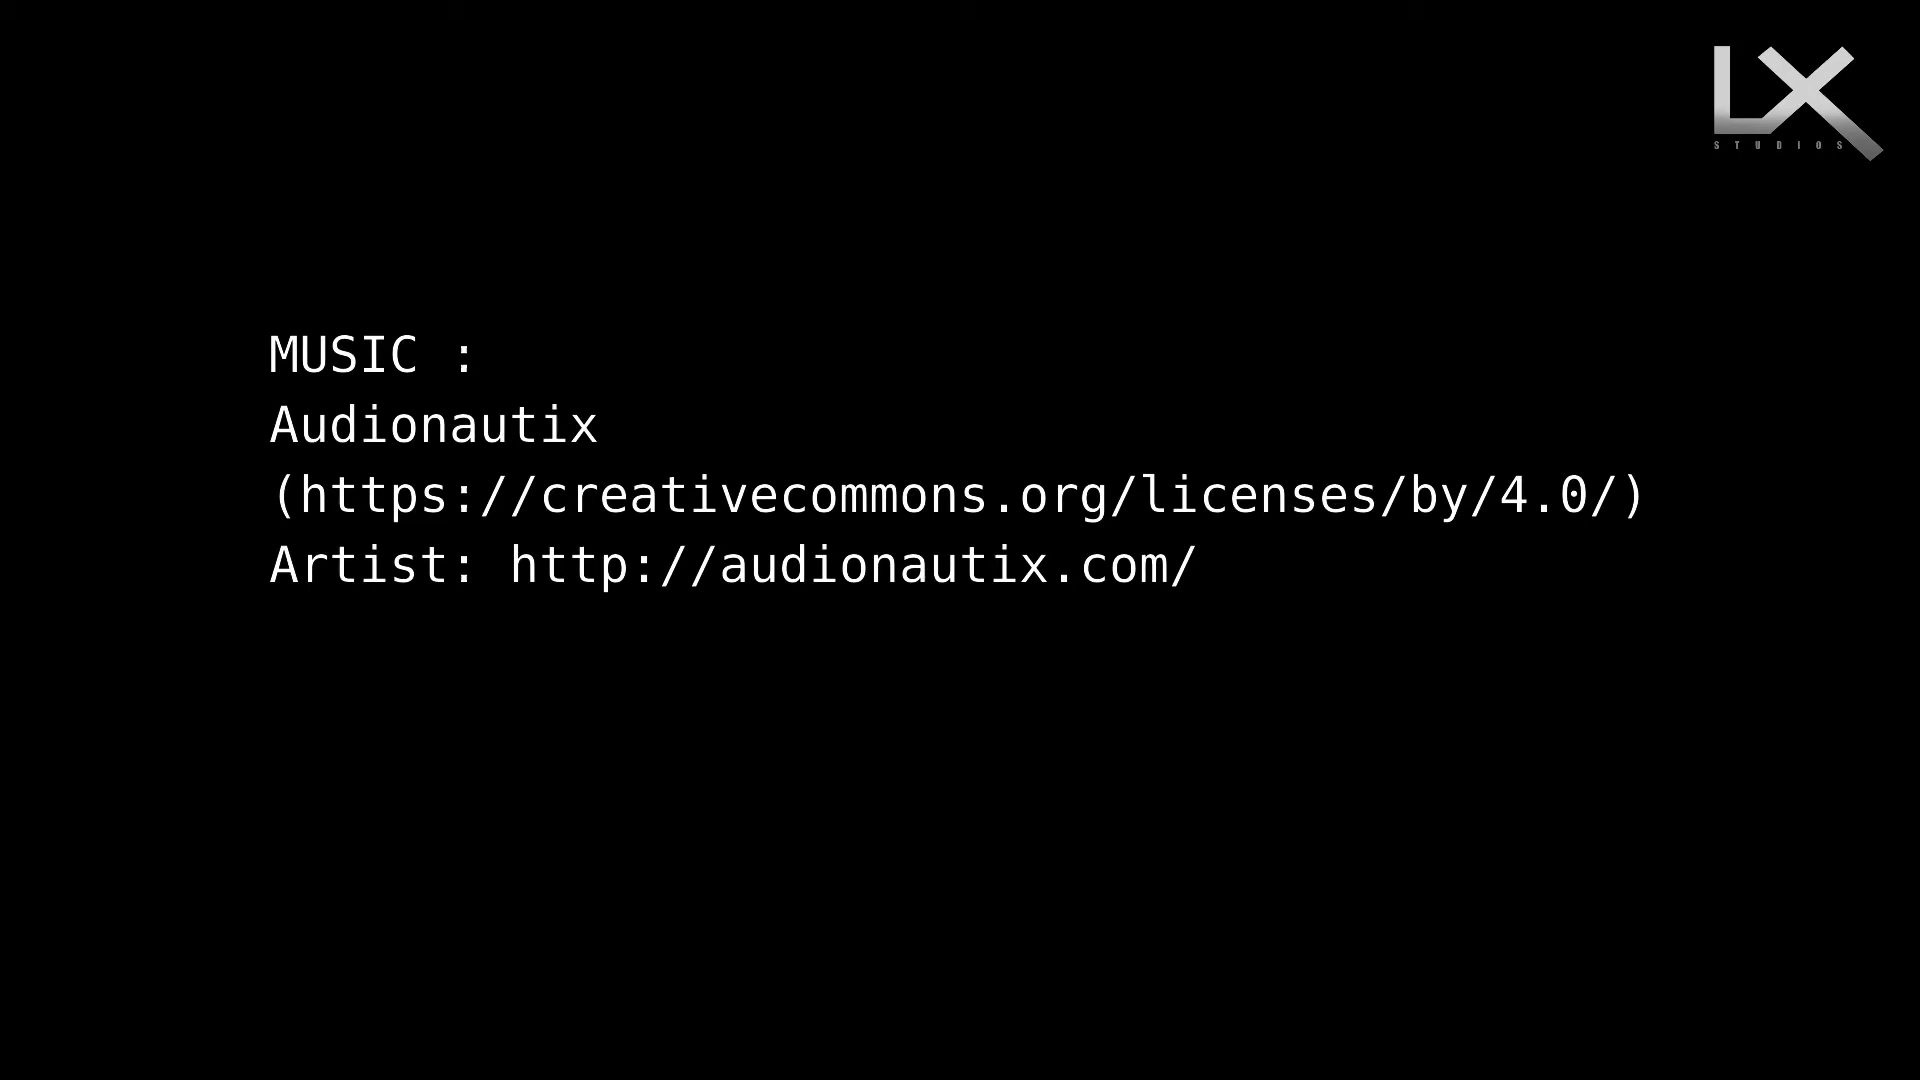 LX
STUDIOS
MUSIC :
Audionautix
(https://creativecommons.org/licenses/by/4.0/)
Artist: http://audionautix.com/